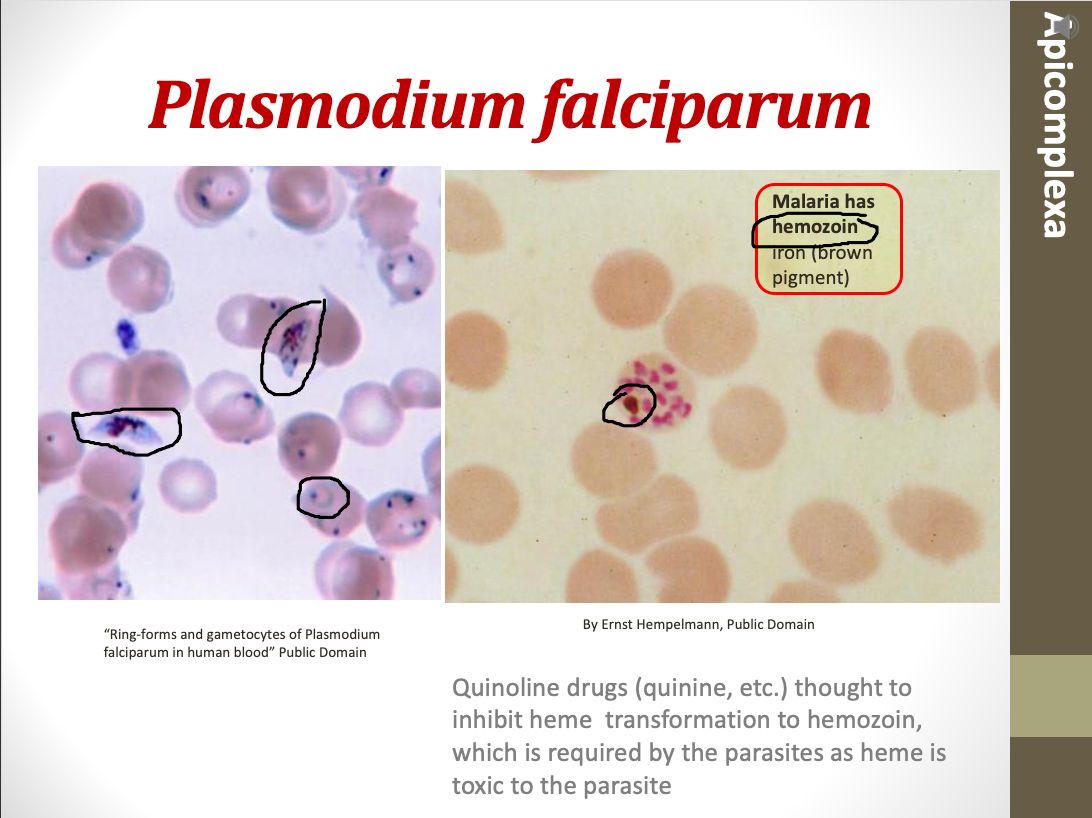 Plasmodium falciparum
Apicomplexa
Malaria has
hemozoin
iron (brown
pigment)
“Ring-forms and gametocytes of Plasmodium
falciparum in human blood” Public Domain
By Ernst Hempelmann, Public Domain
Quinoline drugs (quinine, etc.) thought to
inhibit heme  transformation to hemozoin,
which is required by the parasites as heme is
toxic to the parasite